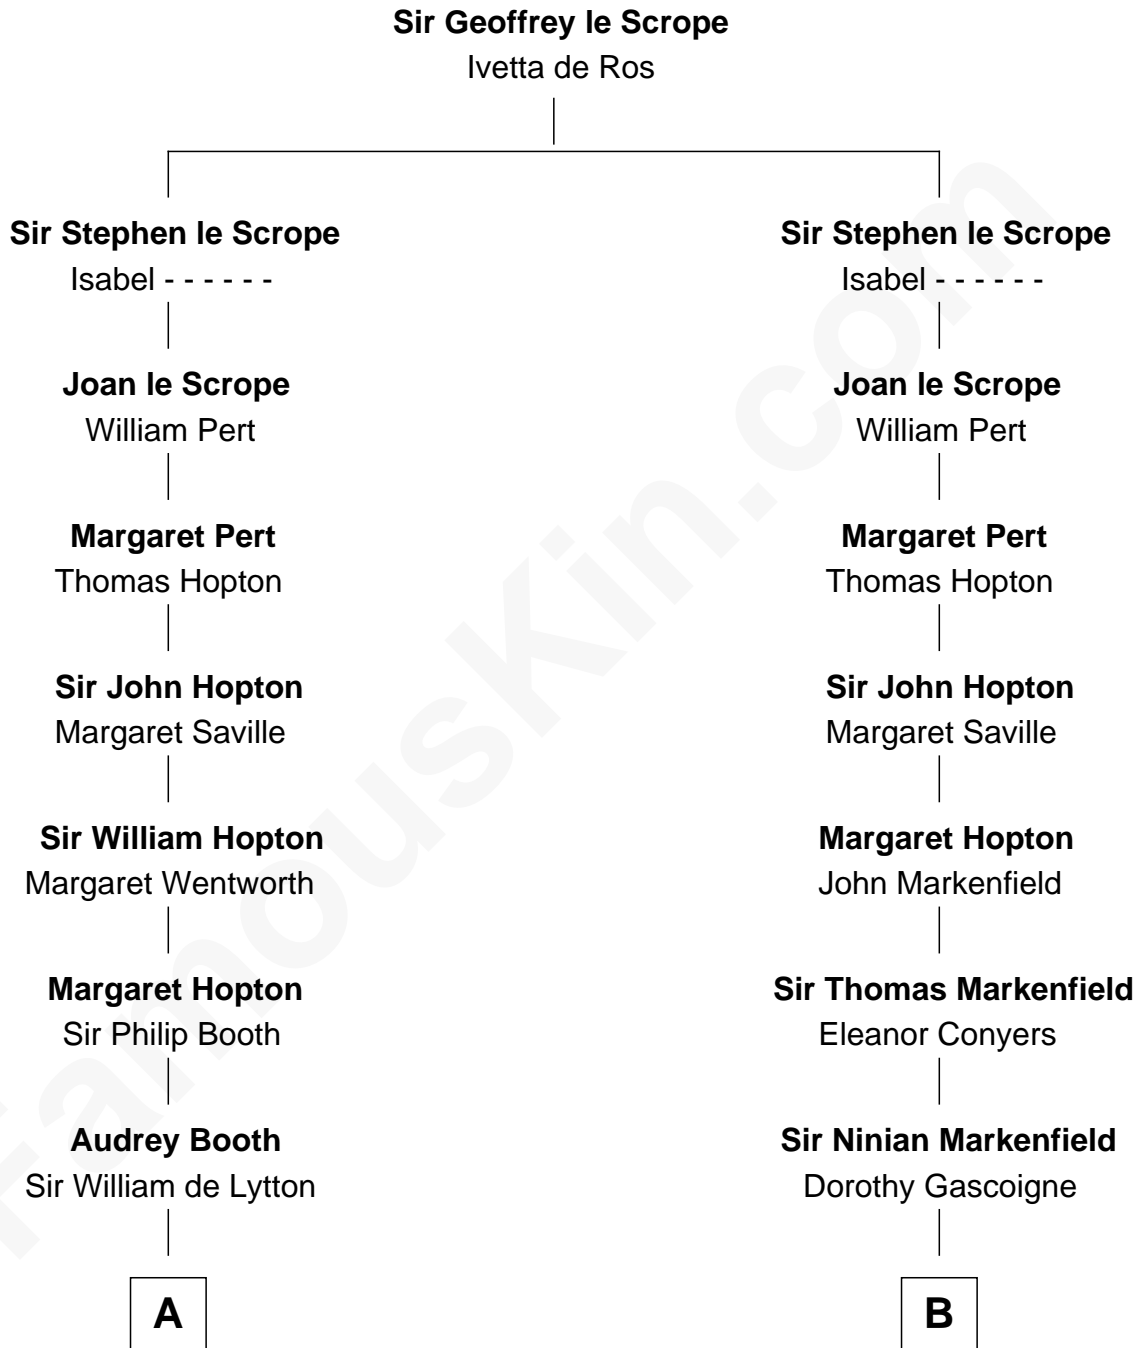 Sir Geoffrey le Scrope
Ivetta de Ros
Sir Stephen le Scrope
Isabel - - - - - -
Joan le Scrope
William Pert
Margaret Pert
Thomas Hopton
Sir John Hopton
Margaret Saville
Sir William Hopton
Margaret Wentworth
Margaret Hopton
Sir Philip Booth
Audrey Booth
Sir William de Lytton
A
Sir Stephen le Scrope
Isabel - - - - - -
Joan le Scrope
William Pert
Margaret Pert
Thomas Hopton
Sir John Hopton
Margaret Saville
Margaret Hopton
John Markenfield
Sir Thomas Markenfield
Eleanor Conyers
Sir Ninian Markenfield
Dorothy Gascoigne
B
FamousKin.com